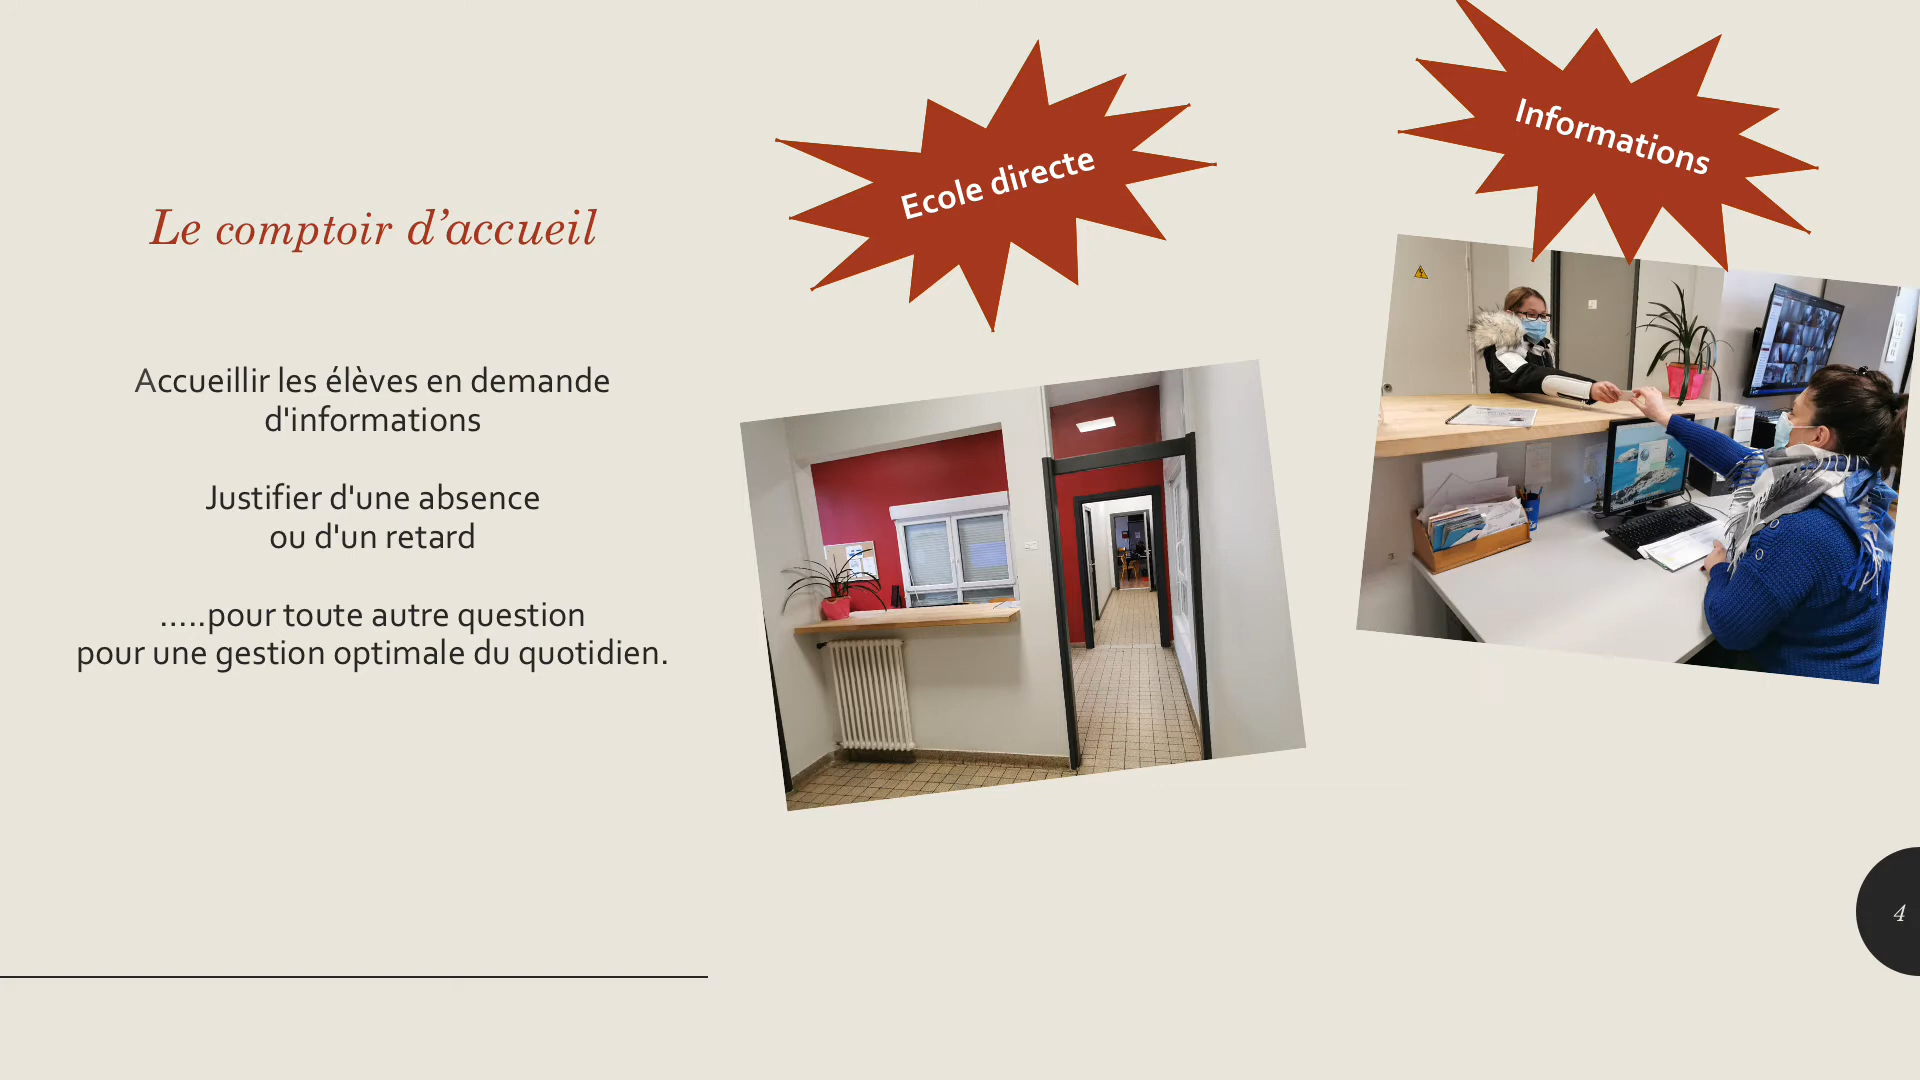 Le comptoir d’accueil
Accueillir les élèves en demande
d'informations
Justifier d'une absence
ou d'un retard
.....pour toute autre question
pour une gestion optimale du quotidien.
Ecole directe
Informations
4